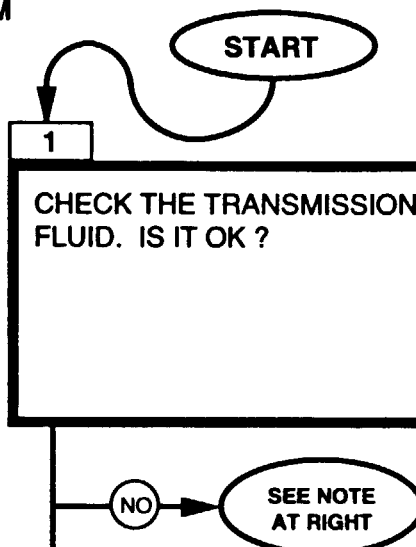 START
1
CHECK THE TRANSMISSION
FLUID. IS IT OK ?
NO
SEE NOTE
AT RIGHT